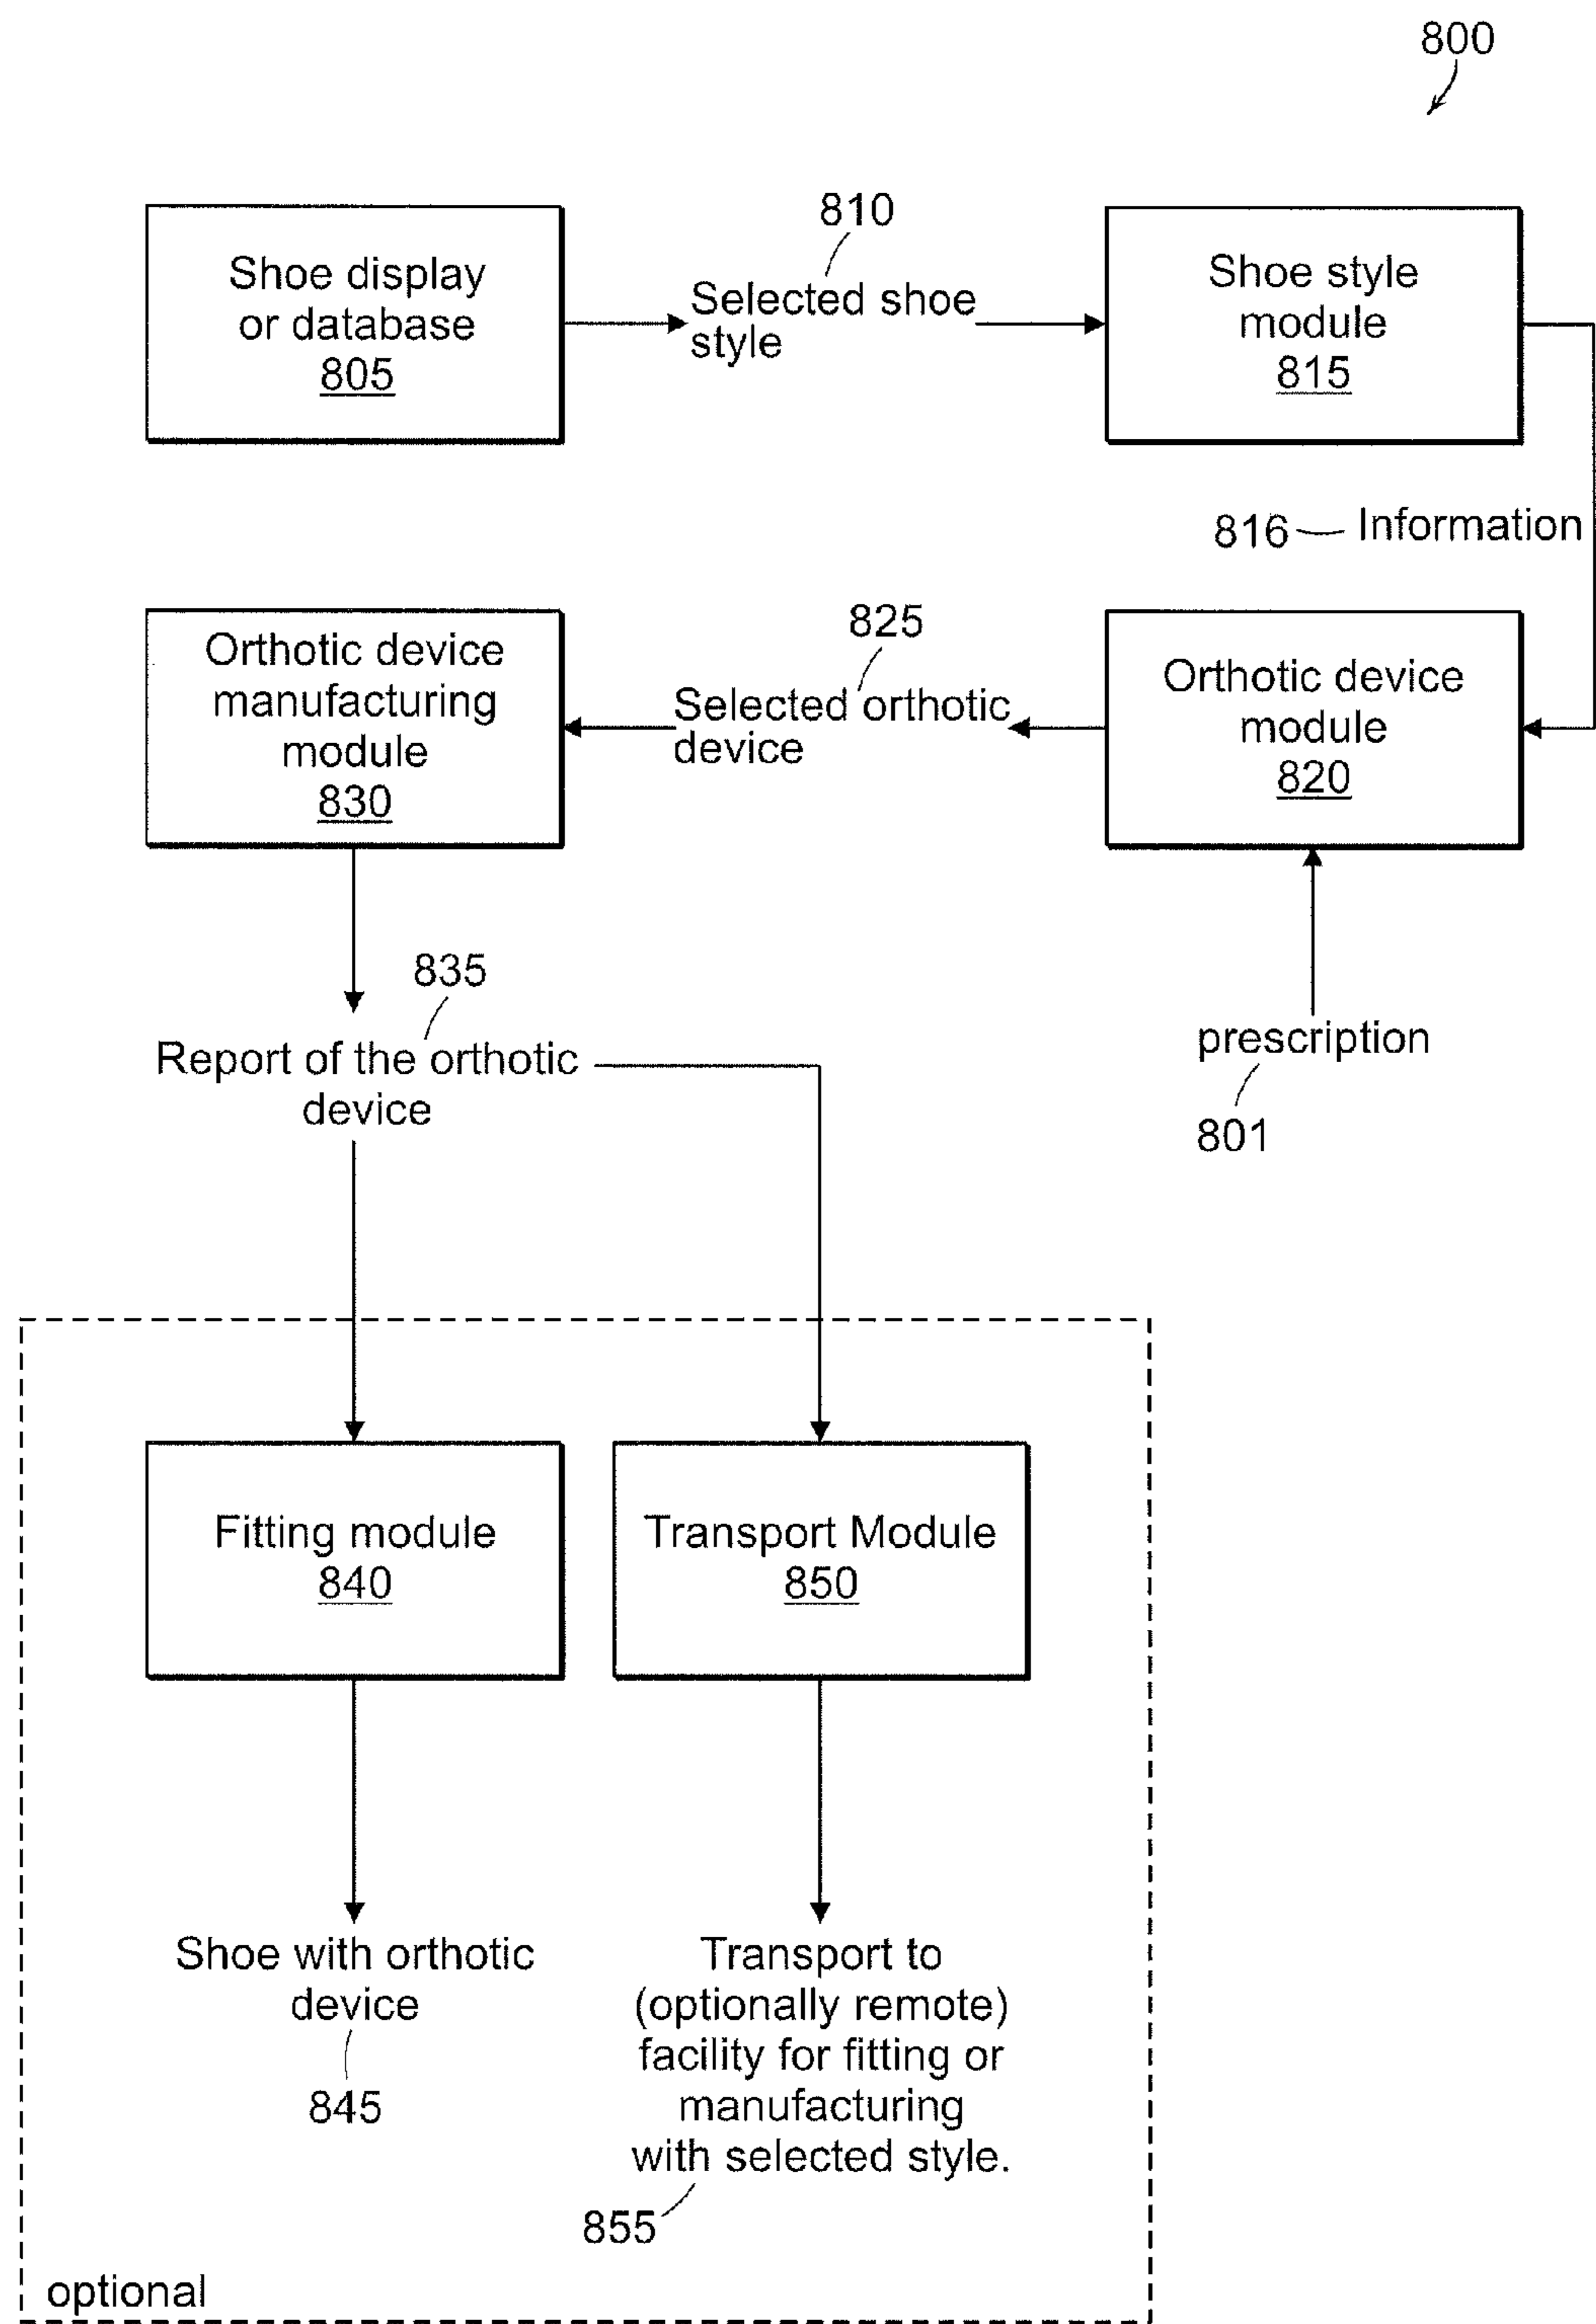 800
810
Shoe display
or database
805
Selected shoe
style
Shoe style
module
815
816
Information
825
Orthotic device
manufacturing
module
830
Selected orthotic
device
Orthotic device
module
820
835
Report of the orthotic
device
prescription
801
Fitting module
840
Transport Module
850
Shoe with orthotic
device
845
Transport to
(optionally remote)
facility for fitting or
manufacturing
with selected style.
855
optional